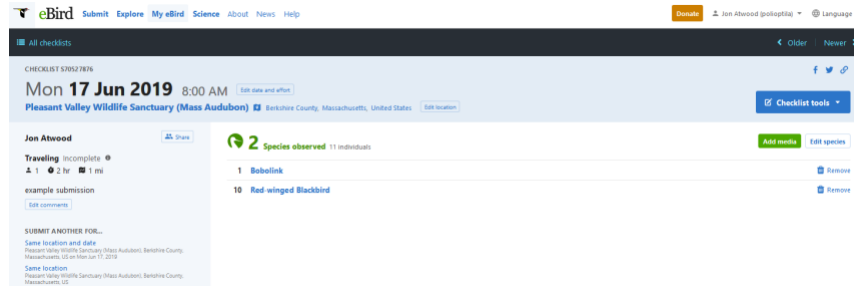 eBird Submit Explore My eBird Science About News Help Donate Jon Atwood (polioptila) Language
All checklists Older Newer
CHECKLIST S70527876
Mon 17 Jun 2019 8:00 AM Edit date and effort
Pleasant Valley Wildlife Sanctuary (Mass Audubon) Berkshire County, Massachusetts, United States Edit location
Checklist tools
Jon Atwood Share
2 Species observed 11 individuals Add media Edit species
Traveling Incomplete
1 2 hr 1 mi
1 Bobolink Remove
10 Red-winged Blackbird Remove
example submission
Edit comments
SUBMIT ANOTHER FOR...
Same location and date
Pleasant Valley Wildlife Sanctuary (Mass Audubon), Berkshire County,
Massachusetts, US on Mon Jun 17, 2019
Same location
Pleasant Valley Wildlife Sanctuary (Mass Audubon), Berkshire County,
Massachusetts, US